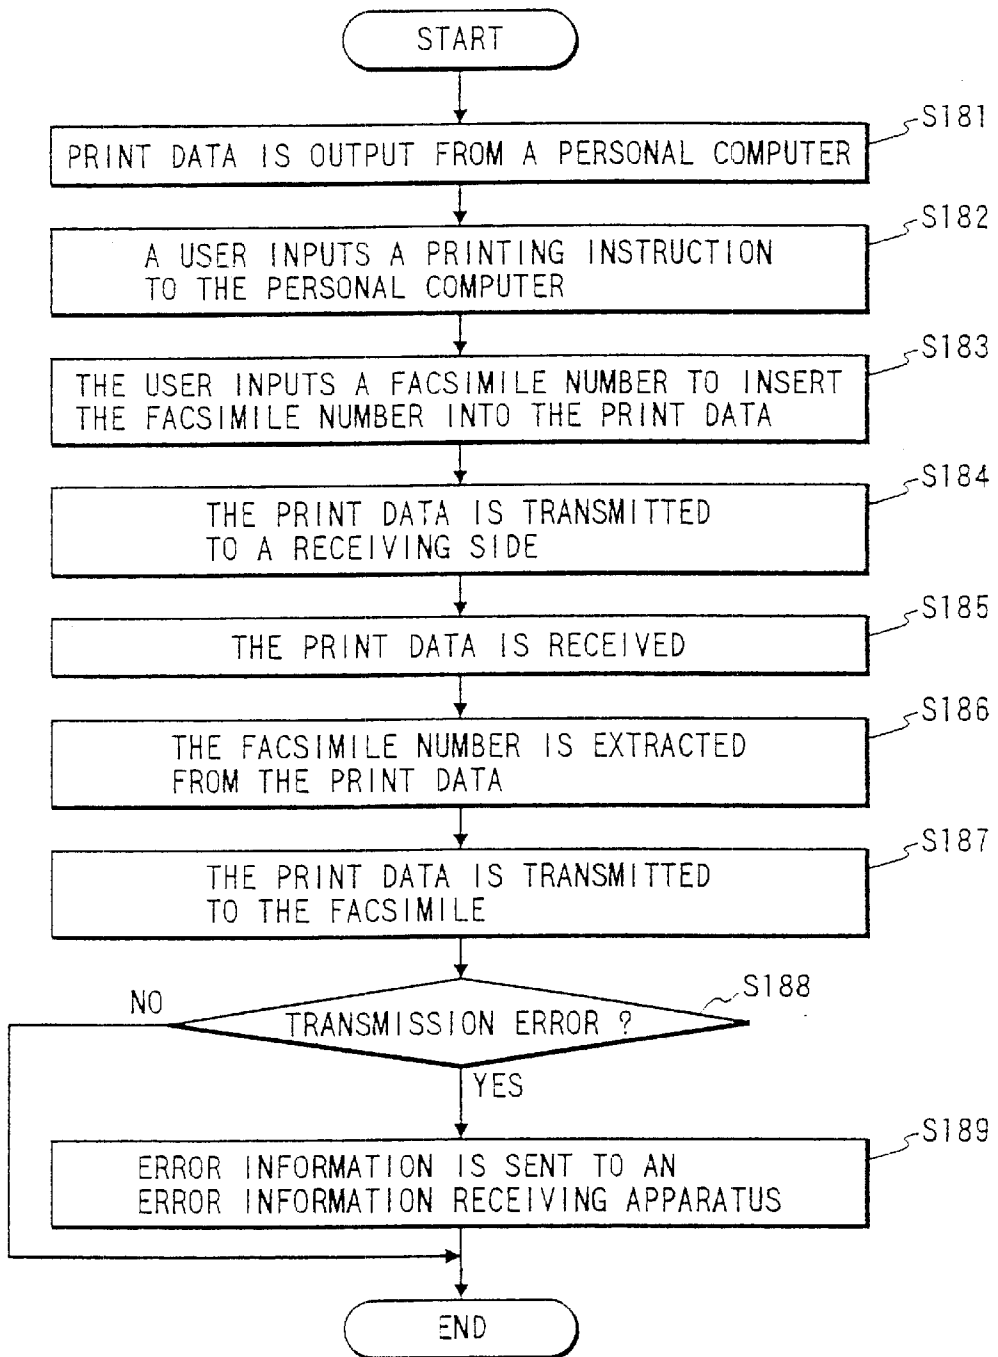 START
S181
PRINT DATA IS OUTPUT FROM A PERSONAL COMPUTER
S182
A USER INPUTS A PRINTING INSTRUCTION
TO THE PERSONAL COMPUTER
S183
THE USER INPUTS A FACSIMILE NUMBER TO INSERT
THE FACSIMILE NUMBER INTO THE PRINT DATA
S184
THE PRINT DATA IS TRANSMITTED
TO A RECEIVING SIDE
S185
THE PRINT DATA IS RECEIVED
S186
THE FACSIMILE NUMBER IS EXTRACTED
FROM THE PRINT DATA
S187
THE PRINT DATA IS TRANSMITTED
TO THE FACSIMILE
S188
NO
TRANSMISSION ERROR ?
YES
S189
ERROR INFORMATION IS SENT TO AN
ERROR INFORMATION RECEIVING APPARATUS
END